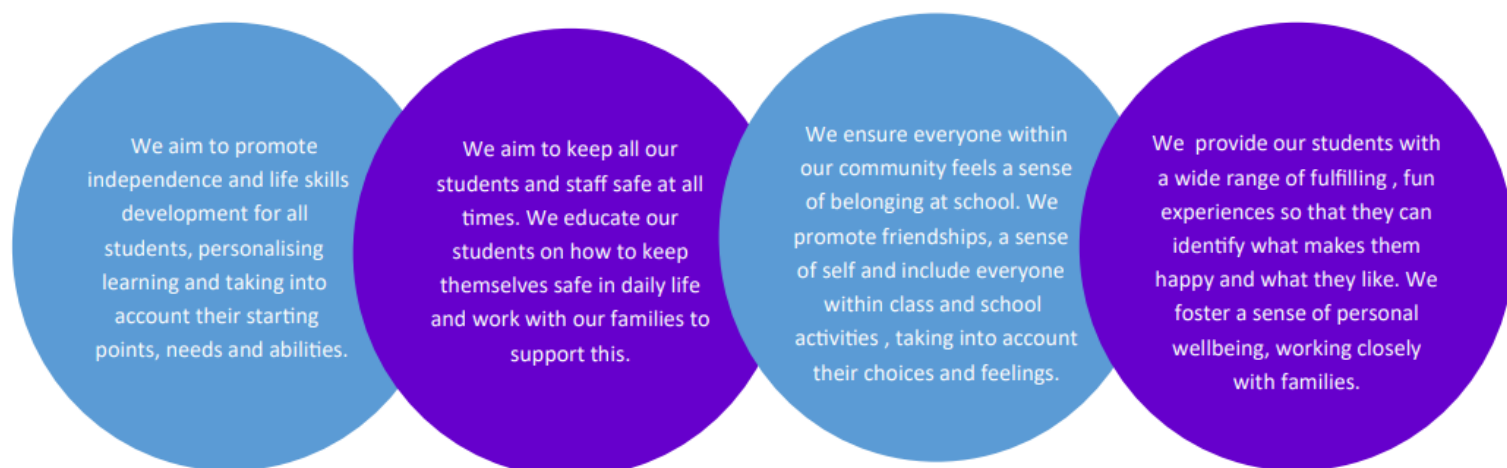 We aim to promote
independence and life skills
development for all
students, personalising
learning and taking into
account their starting
points, needs and abilities.
We aim to keep all our
students and staff safe at all
times. We educate our
students on how to keep
themselves safe in daily life
and work with our families to
support this.
We ensure everyone within
our community feels a sense
of belonging at school. We
promote friendships, a sense
of self and include everyone
within class and school
activities , taking into account
their choices and feelings.
We  provide our students with
a wide range of fulfilling , fun
experiences so that they can
identify what makes them
happy and what they like. We
foster a sense of personal
wellbeing, working closely
with families.